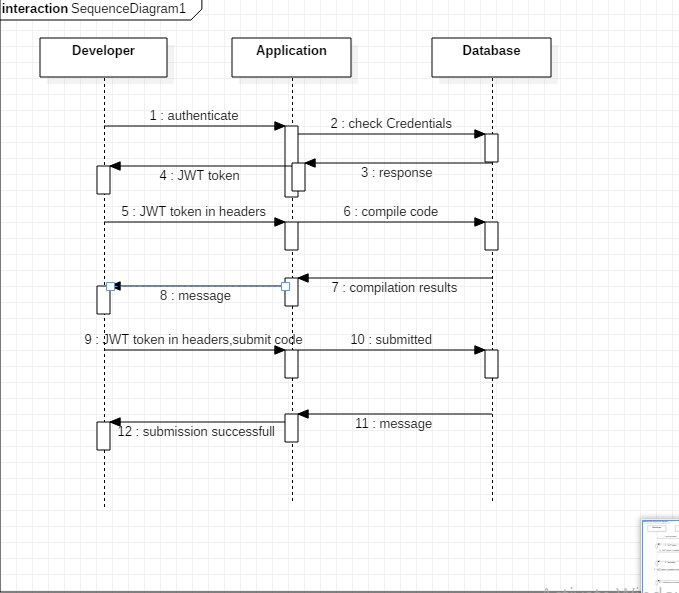 interaction SequenceDiagram1
Developer
Application
Database
1 : authenticate
2 : check Credentials
3 : response
4 : JWT token
5 : JWT token in headers
6 : compile code
7 : compilation results
8 : message
9 : JWT token in headers,submit code
10 : submitted
11 : message
12 : submission successfull